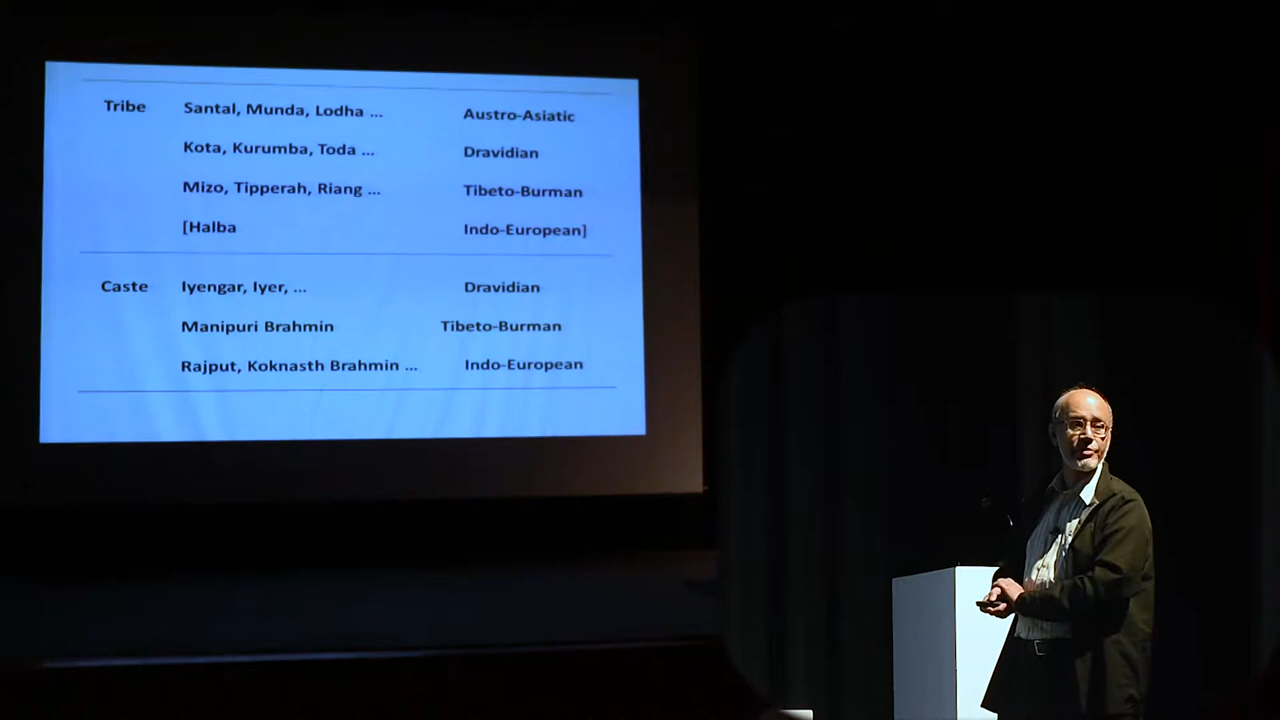 Tribe Santal, Munda, Lodha ... Austro-Asiatic
Kota, Kurumba, Toda ... Dravidian
Mizo, Tipperah, Riang ... Tibeto-Burman
[Halba Indo-European]
Caste Iyengar, Iyer, ... Dravidian
Manipuri Brahmin Tibeto-Burman
Rajput, Koknasth Brahmin ... Indo-European